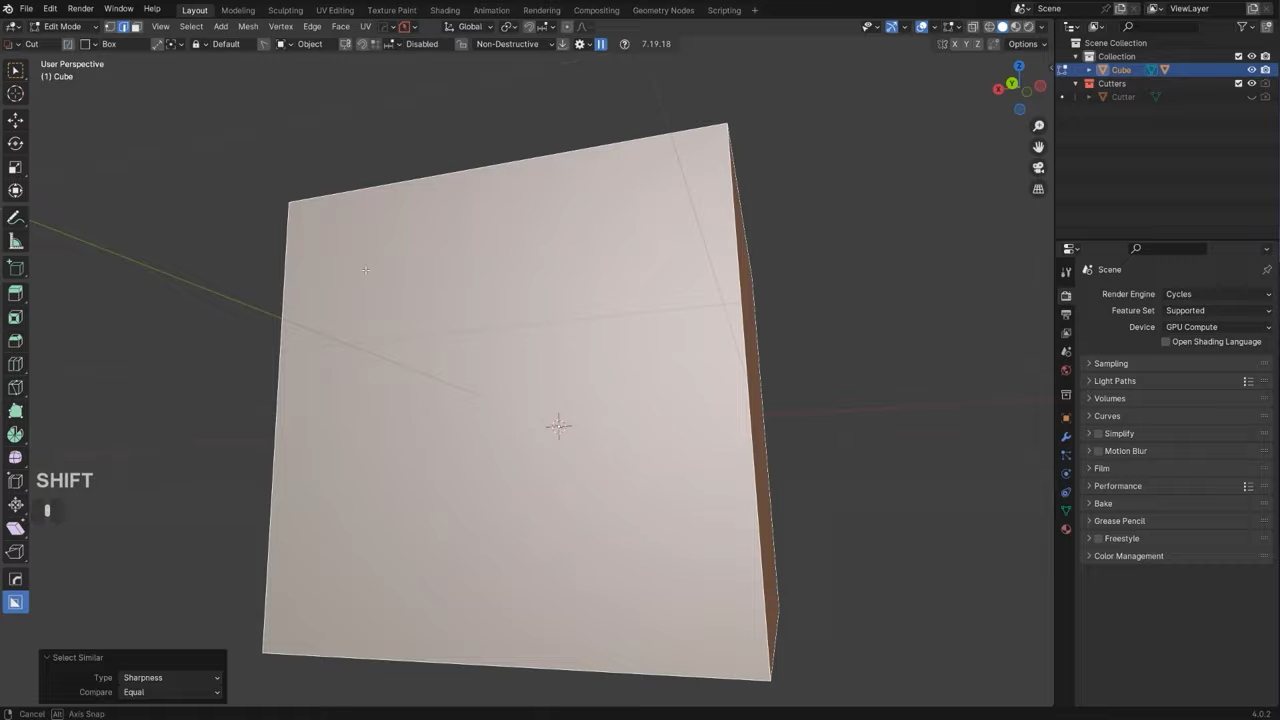 File Edit Render Window Help Layout Modeling Sculpting UV Editing Texture Paint Shading Animation Rendering Compositing Geometry Nodes Scripting Scene ViewLayer
Edit Mode View Select Add Mesh Vertex Edge Face UV Global
Cut Box Default Object Disabled Non-Destructive 7.19.18 X Y Z Options
User Perspective
(1) Cube
Scene Collection
Collection
Cube
Cutters
Cutter
Z
Y
X
Scene
Render Engine Cycles
Feature Set Supported
Device GPU Compute
Open Shading Language
Sampling
Light Paths
Volumes
Curves
Simplify
Motion Blur
Film
Performance
Bake
Grease Pencil
Freestyle
Color Management
SHIFT
Select Similar
Type Sharpness
Compare Equal
Cancel Alt Axis Snap 4.0.2